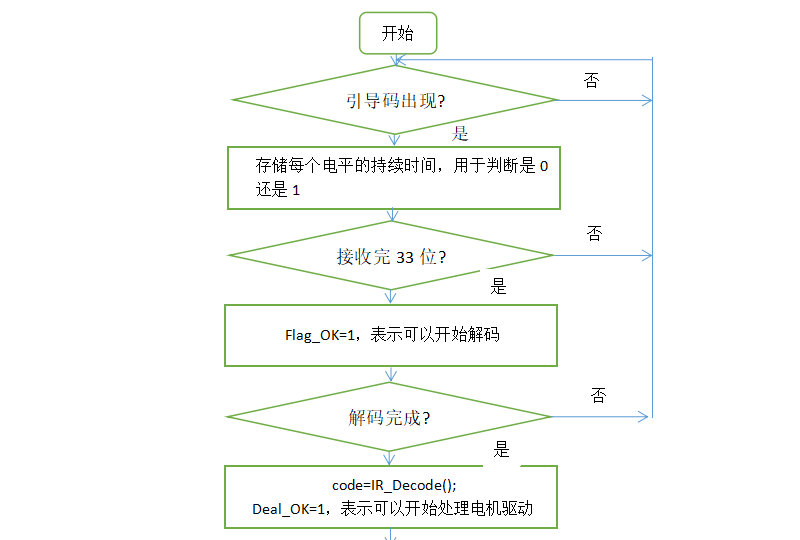 开始
引导码出现?
否
是
存储每个电平的持续时间，用于判断是 0
还是 1
接收完 33 位?
否
是
Flag_OK=1，表示可以开始解码
解码完成?
否
是
code=IR_Decode();
Deal_OK=1，表示可以开始处理电机驱动